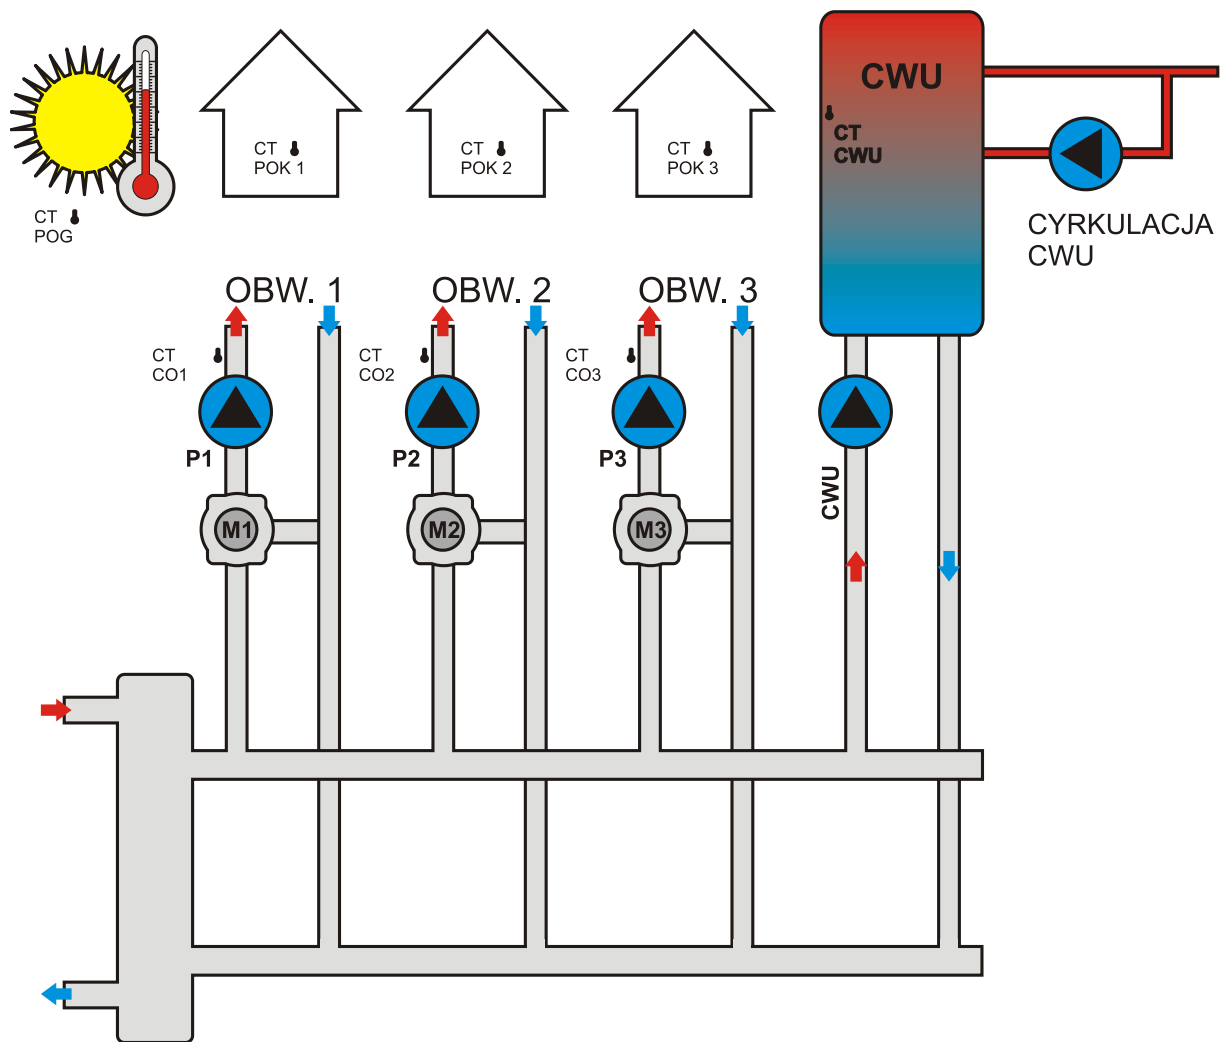 CWU
CT
CWU
CT
POK 1
CT
POK 2
CT
POK 3
CT
POG
CYRKULACJA
CWU
OBW. 1
OBW. 2
OBW. 3
CT
CO1
CT
CO2
CT
CO3
P1
P2
P3
CWU
M1
M2
M3